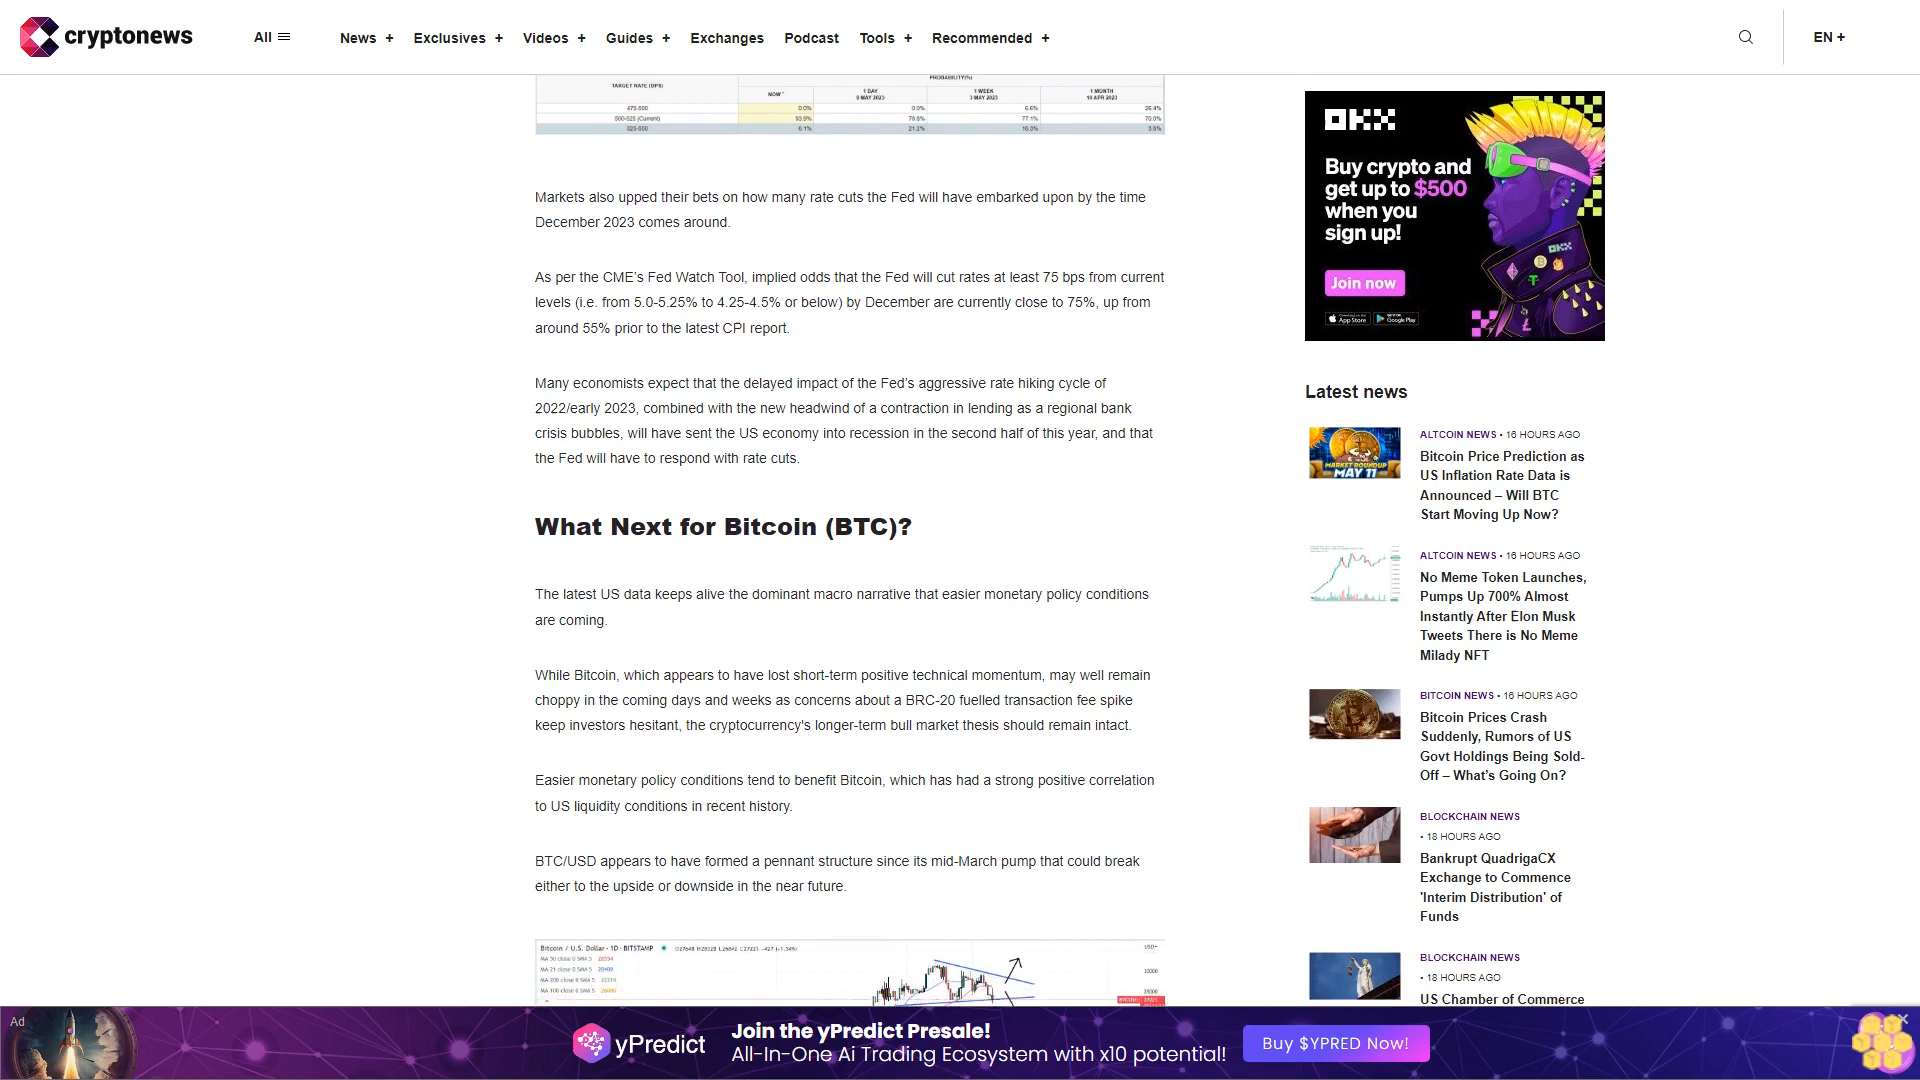 cryptonews
All
News +
Exclusives +
Videos +
Guides +
Exchanges
Podcast
Tools +
Recommended +
EN +
PROBABILITY(%)
TARGET RATE (BPS)
NOW *
1 DAY
9 MAY 2023
1 WEEK
3 MAY 2023
1 MONTH
10 APR 2023
475-500 0.0% 0.0% 6.6% 26.4%
500-525 (Current) 93.9% 78.8% 77.1% 70.0%
525-550 6.1% 21.2% 16.3% 3.6%
Markets also upped their bets on how many rate cuts the Fed will have embarked upon by the time
December 2023 comes around.
As per the CME’s Fed Watch Tool, implied odds that the Fed will cut rates at least 75 bps from current
levels (i.e. from 5.0-5.25% to 4.25-4.5% or below) by December are currently close to 75%, up from
around 55% prior to the latest CPI report.
Many economists expect that the delayed impact of the Fed’s aggressive rate hiking cycle of
2022/early 2023, combined with the new headwind of a contraction in lending as a regional bank
crisis bubbles, will have sent the US economy into recession in the second half of this year, and that
the Fed will have to respond with rate cuts.
What Next for Bitcoin (BTC)?
The latest US data keeps alive the dominant macro narrative that easier monetary policy conditions
are coming.
While Bitcoin, which appears to have lost short-term positive technical momentum, may well remain
choppy in the coming days and weeks as concerns about a BRC-20 fuelled transaction fee spike
keep investors hesitant, the cryptocurrency's longer-term bull market thesis should remain intact.
Easier monetary policy conditions tend to benefit Bitcoin, which has had a strong positive correlation
to US liquidity conditions in recent history.
BTC/USD appears to have formed a pennant structure since its mid-March pump that could break
either to the upside or downside in the near future.
Bitcoin / U.S. Dollar · 1D · BITSTAMP
O27648 H28328 L26842 C27221 -427 (-1.54%)
USD
MA 50 close 0 SMA 5
MA 21 close 0 SMA 5
MA 200 close 0 SMA 5
MA 100 close 0 SMA 5
OKX
Buy crypto and
get up to $500
when you
sign up!
Join now
App Store
Google Play
Latest news
MARKET ROUNDUP
MAY 11
ALTCOIN NEWS • 16 HOURS AGO
Bitcoin Price Prediction as
US Inflation Rate Data is
Announced – Will BTC
Start Moving Up Now?
ALTCOIN NEWS • 16 HOURS AGO
No Meme Token Launches,
Pumps Up 700% Almost
Instantly After Elon Musk
Tweets There is No Meme
Milady NFT
BITCOIN NEWS • 16 HOURS AGO
Bitcoin Prices Crash
Suddenly, Rumors of US
Govt Holdings Being Sold-
Off – What’s Going On?
BLOCKCHAIN NEWS
• 18 HOURS AGO
Bankrupt QuadrigaCX
Exchange to Commence
'Interim Distribution' of
Funds
BLOCKCHAIN NEWS
• 18 HOURS AGO
US Chamber of Commerce
Ad
yPredict
Join the yPredict Presale!
All-In-One Ai Trading Ecosystem with x10 potential!
Buy $YPRED Now!